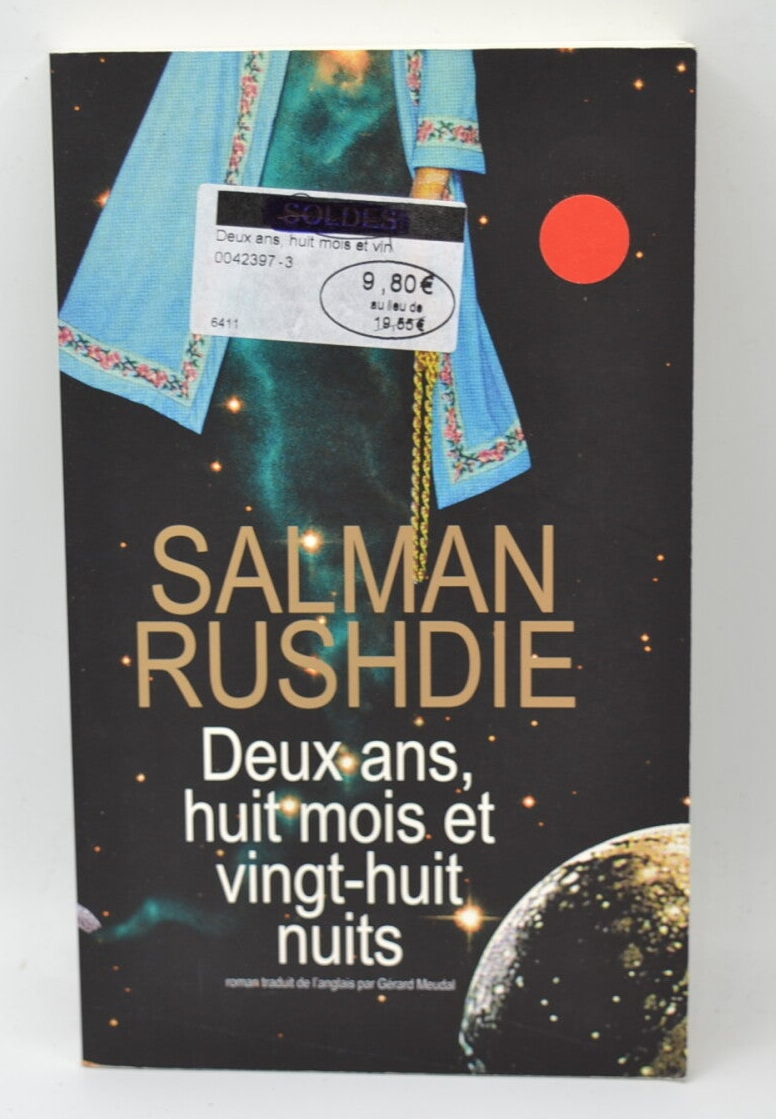 SOLDES
Deux ans, huit mois et vin
0042397-3
9,80€
au lieu de
19,55€
6411
SALMAN
RUSHDIE
Deux ans,
huit mois et
vingt-huit
nuits
roman traduit de l'anglais par Gérard Meudal